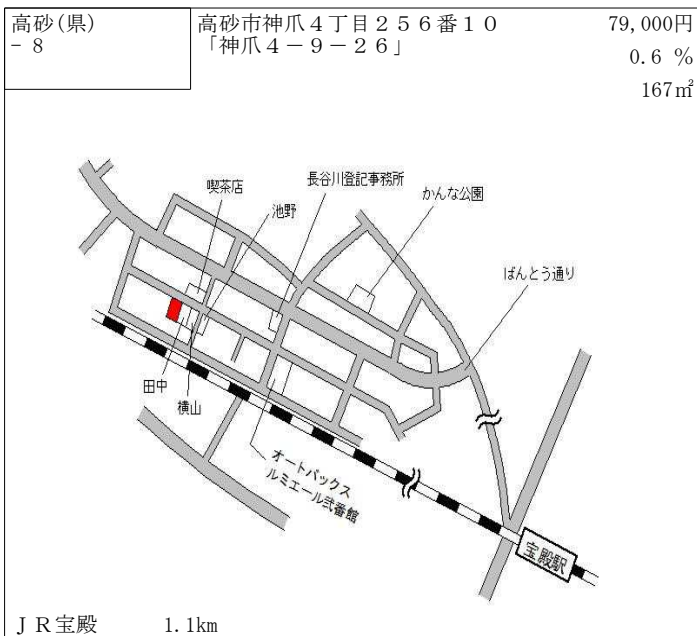 高砂(県)
- 8
高砂市神爪４丁目２５６番１０
「神爪４－９－２６」
79,000円
0.6 %
167㎡
喫茶店
池野
長谷川登記事務所
かんな公園
ばんとう通り
田中
横山
オートバックス
ルミエール弐番館
宝殿駅
ＪＲ宝殿 1.1km